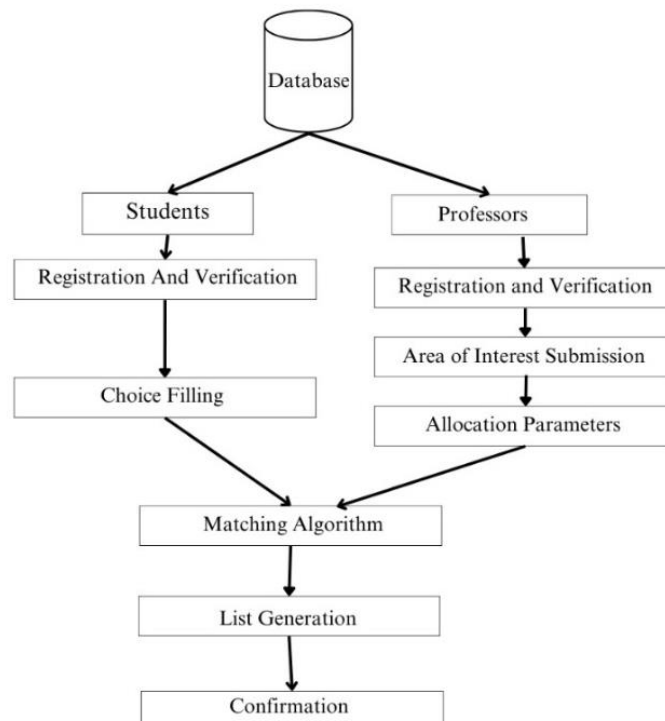 Database
Students
Professors
Registration And Verification
Registration and Verification
Area of Interest Submission
Choice Filling
Allocation Parameters
Matching Algorithm
List Generation
Confirmation